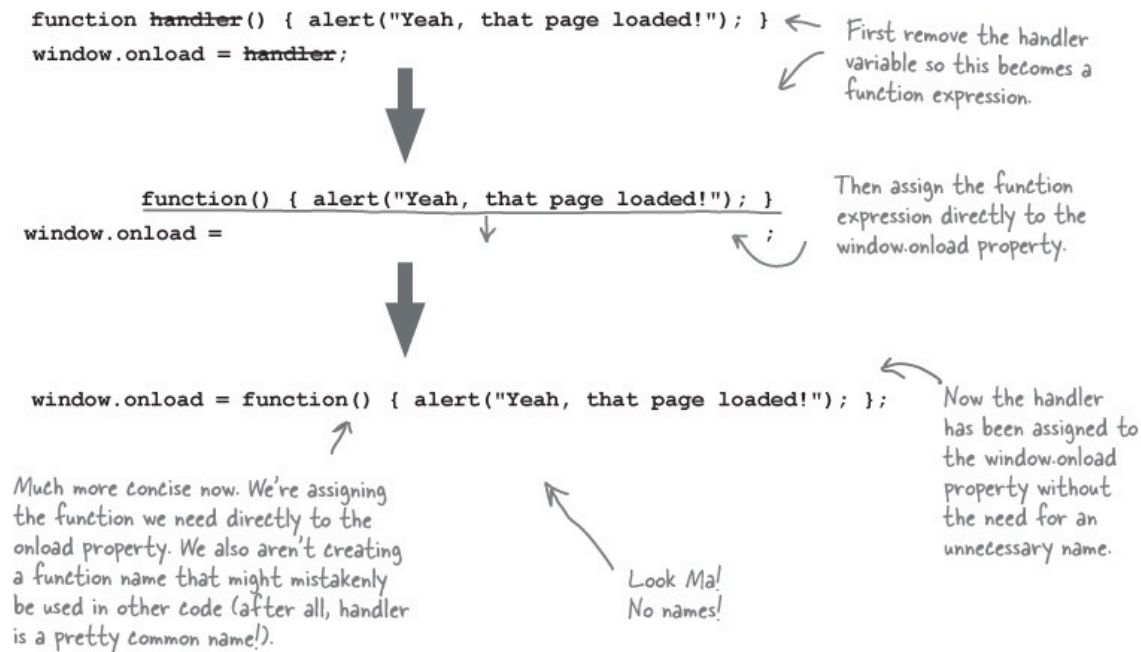 function handler() { alert("Yeah, that page loaded!"); }
window.onload = handler;
First remove the handler
variable so this becomes a
function expression.
function() { alert("Yeah, that page loaded!"); }
window.onload = ;
Then assign the function
expression directly to the
window.onload property.
window.onload = function() { alert("Yeah, that page loaded!"); };
Now the handler
has been assigned to
the window.onload
property without
the need for an
unnecessary name.
Much more concise now. We're assigning
the function we need directly to the
onload property. We also aren't creating
a function name that might mistakenly
be used in other code (after all, handler
is a pretty common name!).
Look Ma!
No names!